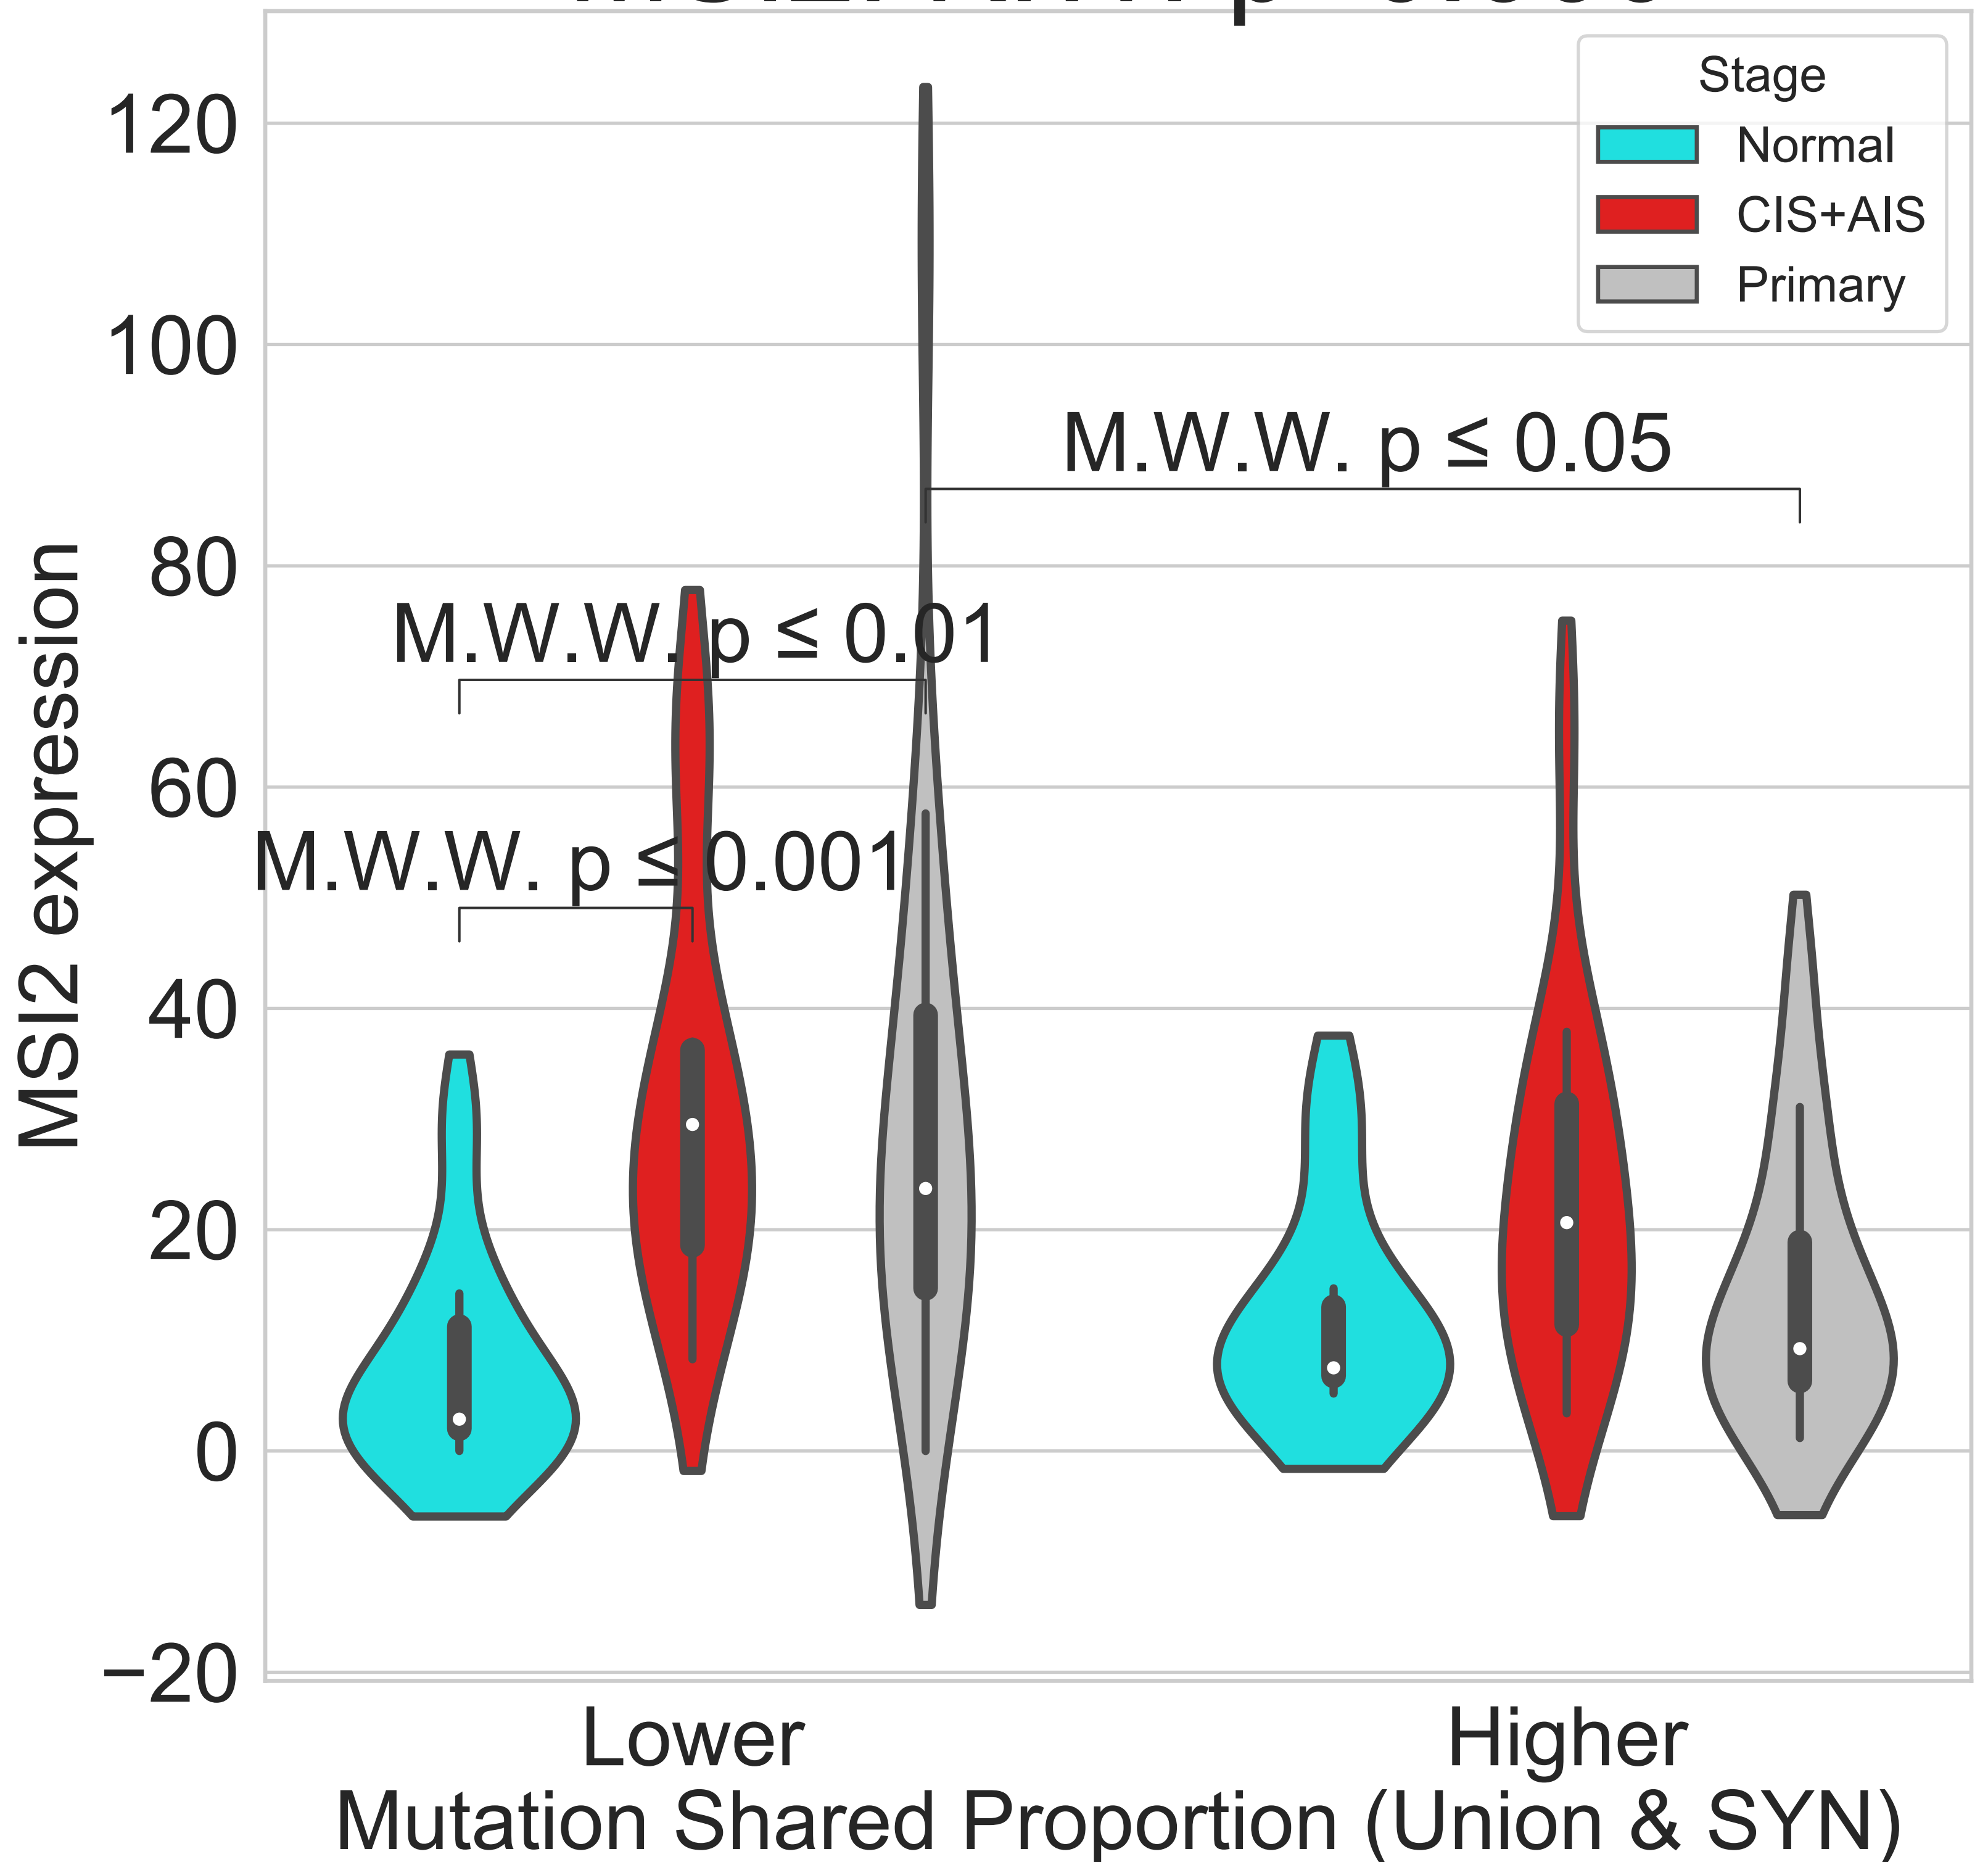 Stage
Normal
CIS+AIS
Primary
120
100
80
60
40
20
0
−20
MSI2 expression
M.W.W. p ≤ 0.05
M.W.W. p ≤ 0.01
M.W.W. p ≤ 0.001
Lower
Higher
Mutation Shared Proportion (Union & SYN)